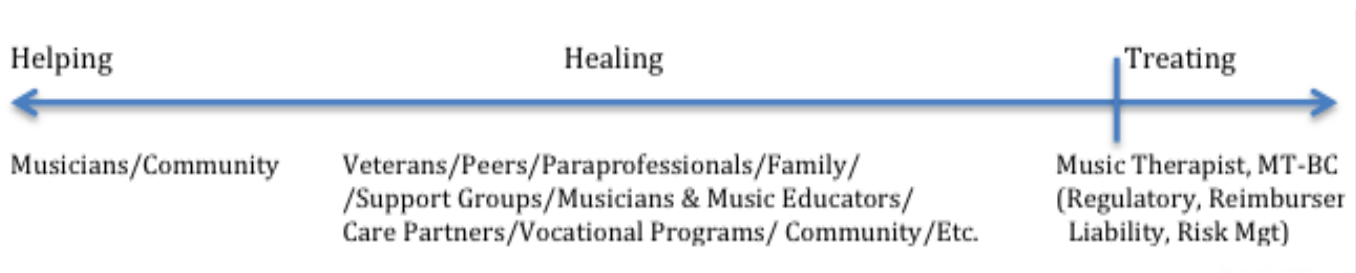 Helping Healing Treating
Musicians/Community Veterans/Peers/Paraprofessionals/Family/ Music Therapist, MT-BC
/Support Groups/Musicians & Music Educators/ (Regulatory,
Care Partners/Vocational Programs/ Community/Etc. Liability, Risk Mgt)